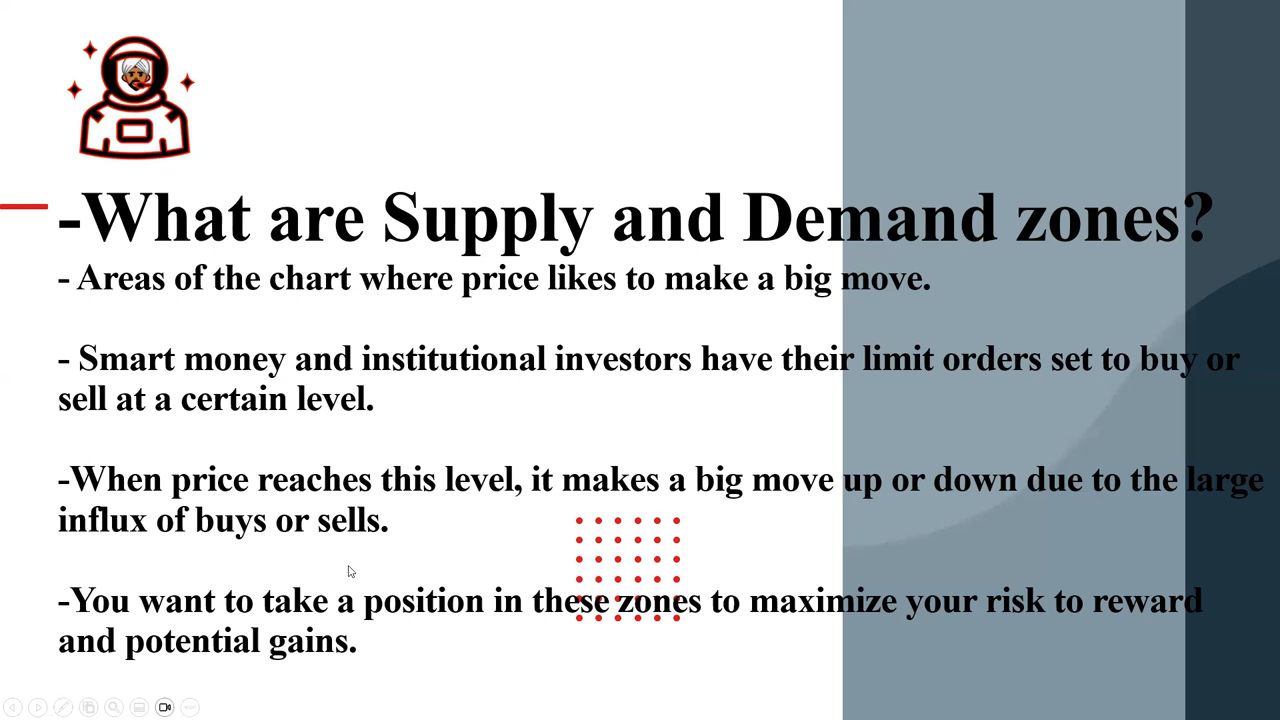 -What are Supply and Demand zones?
- Areas of the chart where price likes to make a big move.
- Smart money and institutional investors have their limit orders set to buy or
sell at a certain level.
-When price reaches this level, it makes a big move up or down due to the large
influx of buys or sells.
-You want to take a position in these zones to maximize your risk to reward
and potential gains.